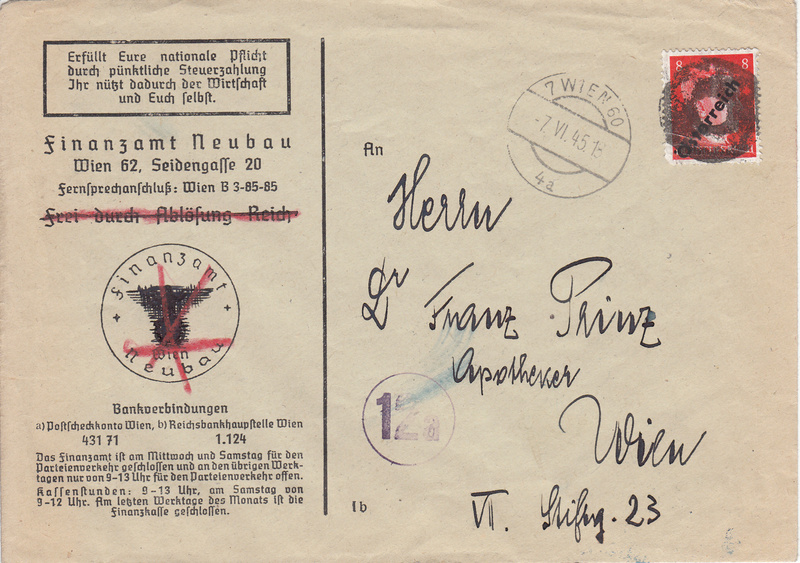 Erfüllt Eure nationale Pflicht
durch pünktliche Steuerzahlung
Ihr nützt dadurch der Wirtschaft
und Euch selbst.
Finanzamt Neubau
Wien 62, Seidengasse 20
Fernsprechanschluß: Wien B 3-85-85
Frei durch Ablösung Reich
Finanzamt
Wien
Neubau
Bankverbindungen
a) Postscheckkonto Wien, b) Reichsbankhauptstelle Wien
431 71 1.124
Das Finanzamt ist am Mittwoch und Samstag für den
Parteienverkehr geschlossen und an den übrigen Werk-
tagen nur von 9-13 Uhr für den Parteienverkehr offen.
Kassenstunden: 9-13 Uhr, am Samstag von
9-12 Uhr. Am letzten Werktage des Monats ist die
Finanzkasse geschlossen.
7 WIEN 60
-7.VI.45.1
4a
8 8
Österreich
An
Herrn
Dr Franz Prinz
Apotheker
Wien
VII. Stiftg. 23
12a
1b